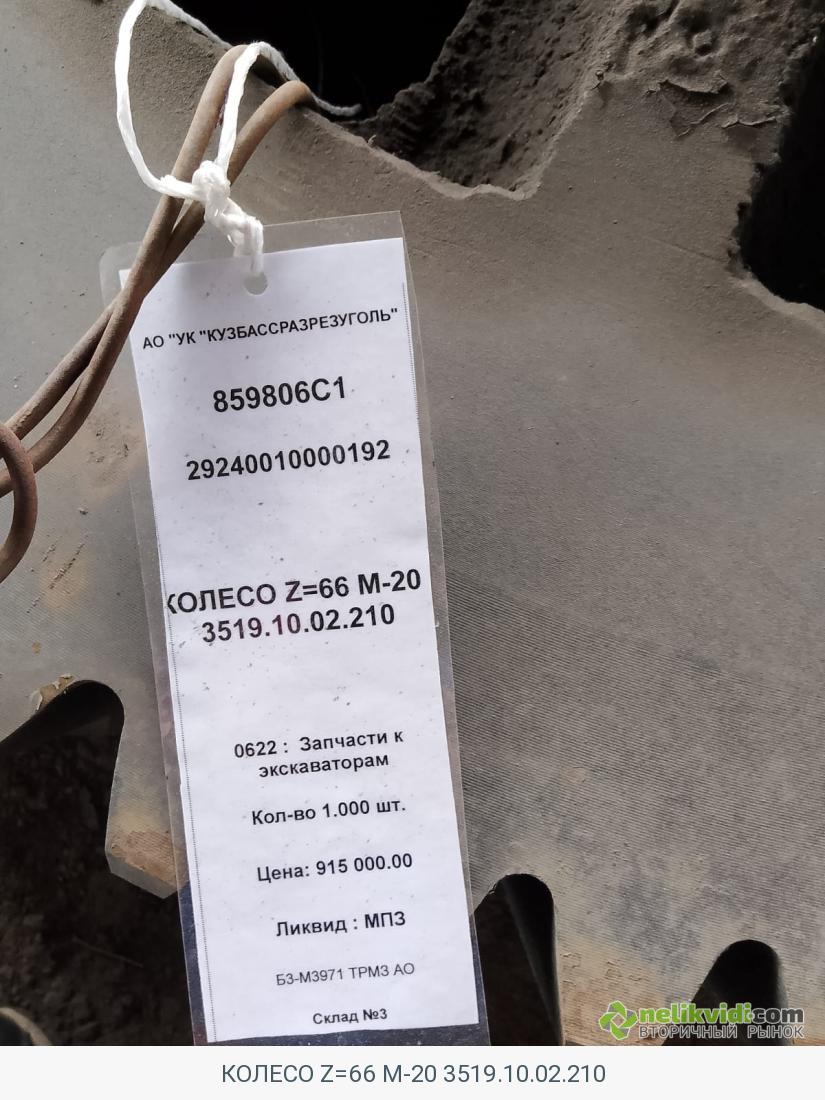 АО "УК "КУЗБАССРАЗРЕЗУГОЛЬ"
859806С1
29240010000192
КОЛЕСО Z=66 М-20
3519.10.02.210
0622 : Запчасти к
экскаваторам
Кол-во 1.000 шт.
Цена: 915 000.00
Ликвид : МПЗ
БЗ-М3971 ТРМЗ АО
Склад №3
nelikvidi.com
ВТОРИЧНЫЙ РЫНОК
КОЛЕСО Z=66 М-20 3519.10.02.210